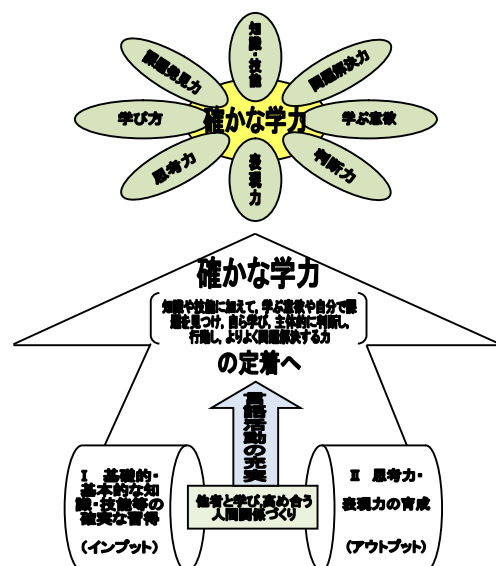 知識・技能
課題発見力
問題解決力
学び方
確かな学力
学ぶ意欲
思考力
表現力
判断力
確かな学力
知識や技能に加えて，学ぶ意欲や自分で課
題を見つけ，自ら学び，主体的に判断し，
行動し，よりよく問題解決する力
の定着へ
言語活動の充実
Ⅰ　基礎的・
基本的な知
識・技能等の
確実な習得
（インプット）
他者と学び，高め合う
人間関係づくり
Ⅱ　思考力・
表現力の育成
（アウトプット）